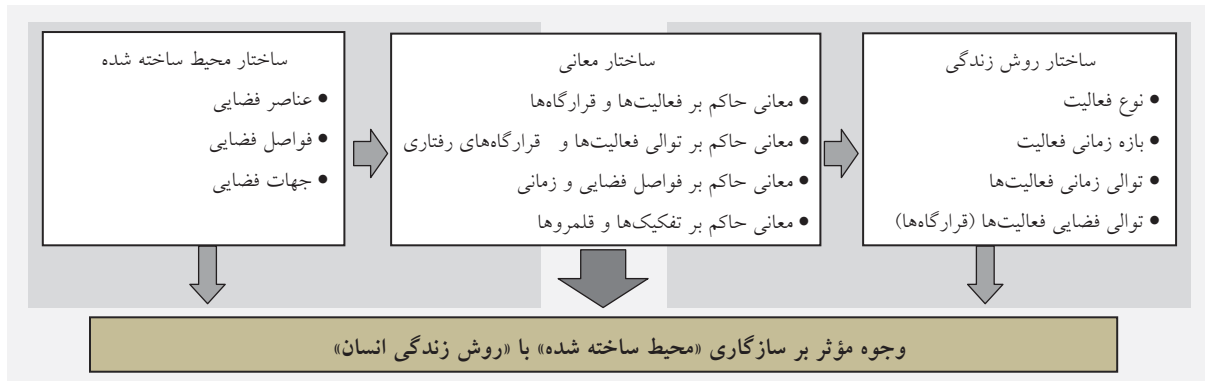 ساختار روش زندگی
• نوع فعالیت
• بازه زمانی فعالیت
• توالی زمانی فعالیت‌ها
• توالی فضایی فعالیت‌ها (قرارگاه‌ها)
ساختار معانی
• معانی حاکم بر فعالیت‌ها و قرارگاه‌ها
• معانی حاکم بر توالی فعالیت‌ها و قرارگاه‌های رفتاری
• معانی حاکم بر فواصل فضایی و زمانی
• معانی حاکم بر تفکیک‌ها و قلمروها
ساختار محیط ساخته شده
• عناصر فضایی
• فواصل فضایی
• جهات فضایی
وجوه مؤثر بر سازگاری «محیط ساخته شده» با «روش زندگی انسان»